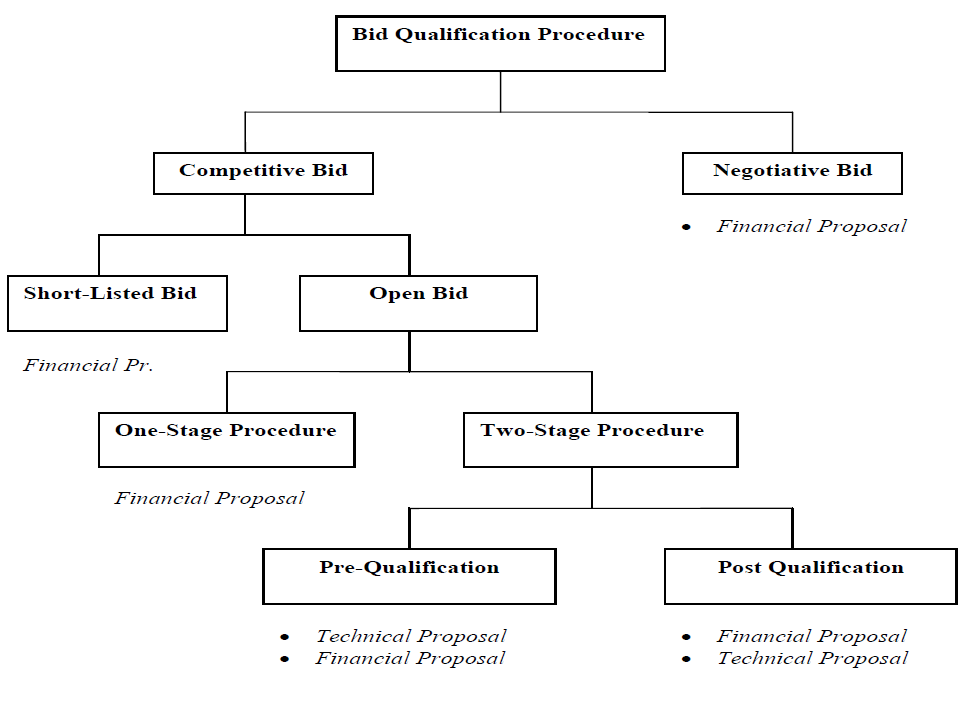 Bid Qualification Procedure
Competitive Bid
Negotiative Bid
• Financial Proposal
Short-Listed Bid
Open Bid
Financial Pr.
One-Stage Procedure
Two-Stage Procedure
Financial Proposal
Pre-Qualification
Post Qualification
• Technical Proposal
• Financial Proposal
• Financial Proposal
• Technical Proposal